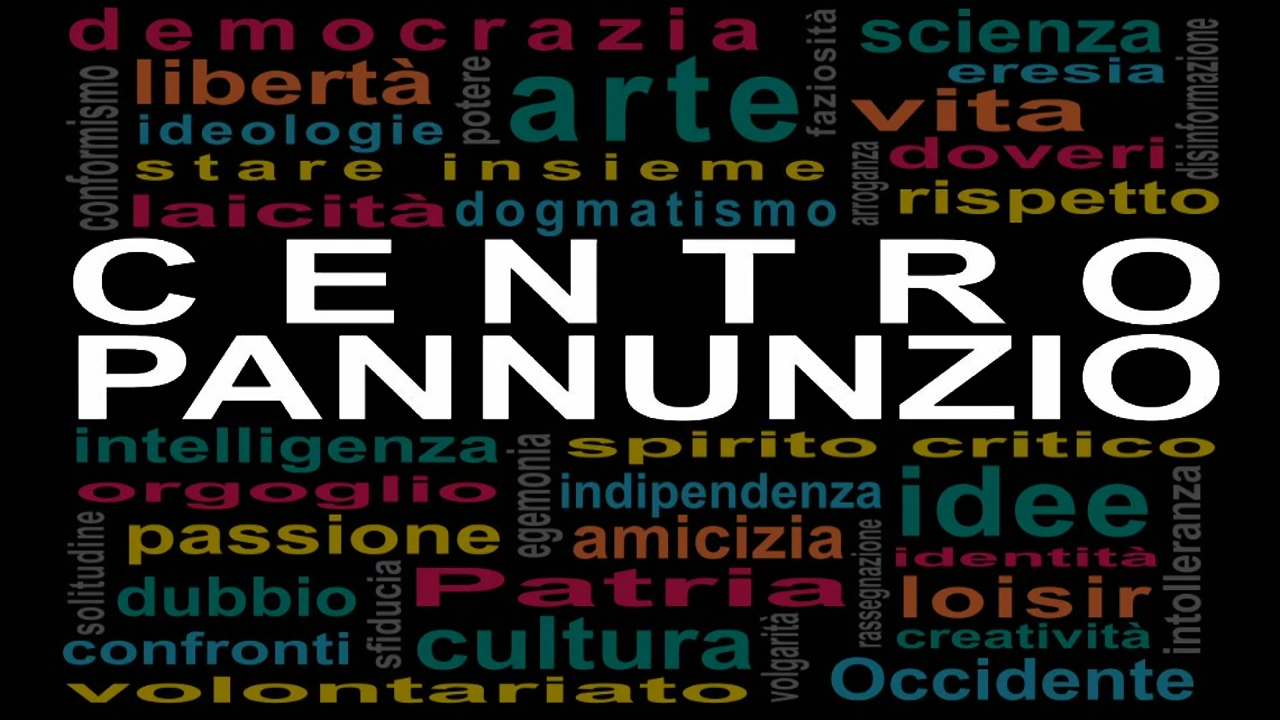 democrazia
faziosità
scienza
disinformazione
libertà
potere
arte
eresia
conformismo
vita
ideologie
doveri
stare insieme
arroganza
rispetto
laicità
dogmatismo
CENTRO
PANNUNZIO
intelligenza
egemonia
spirito critico
orgoglio
indipendenza
idee
intolleranza
passione
amicizia
solitudine
rassegnazione
identità
dubbio
sfiducia
Patria
loisir
confronti
cultura
volgarità
creatività
volontariato
Occidente